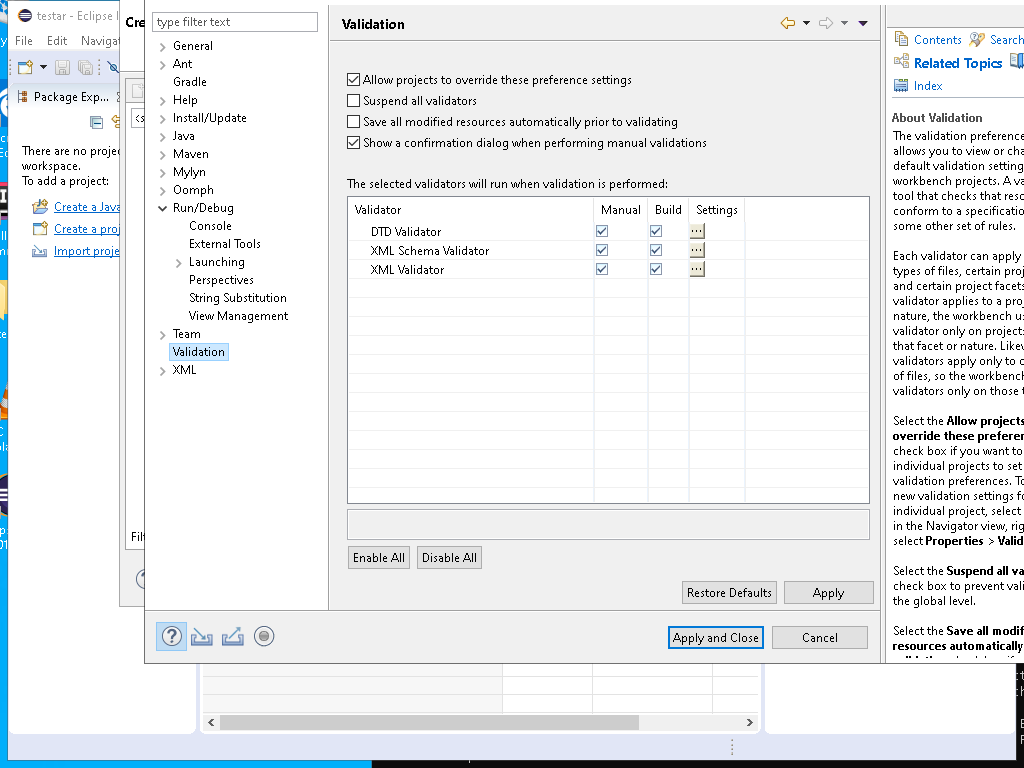 testar - Eclipse I
File Edit Navigat
Package Exp...
There are no proje
workspace.
To add a project:
Create a Java
Create a proj
Import projec
Cre
type filter text
General
Ant
Gradle
Help
Install/Update
Java
Maven
Mylyn
Oomph
Run/Debug
Console
External Tools
Launching
Perspectives
String Substitution
View Management
Team
Validation
XML
Validation
Allow projects to override these preference settings
Suspend all validators
Save all modified resources automatically prior to validating
Show a confirmation dialog when performing manual validations
The selected validators will run when validation is performed:
Validator Manual Build Settings
DTD Validator ...
XML Schema Validator ...
XML Validator ...
Enable All Disable All
Restore Defaults Apply
Apply and Close Cancel
Contents Search
Related Topics
Index
About Validation
The validation preference
allows you to view or cha
default validation setting
workbench projects. A va
tool that checks that reso
conform to a specificatio
some other set of rules.
Each validator can apply
types of files, certain proj
and certain project facets
validator applies to a proj
nature, the workbench us
validator only on projects
that facet or nature. Likew
validators apply only to c
of files, so the workbench
validators only on those t
Select the Allow projects
override these preferen
check box if you want to
individual projects to set
validation preferences. To
new validation settings fo
individual project, select
in the Navigator view, rig
select Properties > Valid
Select the Suspend all va
check box to prevent vali
the global level.
Select the Save all modif
resources automatically